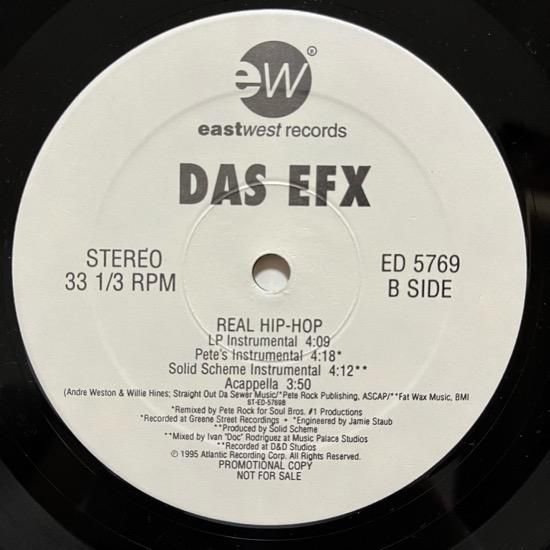 ew®
eastwest records
DAS EFX
STEREO
33 1/3 RPM
ED 5769
B SIDE
REAL HIP-HOP
LP Instrumental 4:09
Pete's Instrumental 4:18*
Solid Scheme Instrumental 4:12**
Acappella 3:50
(Andre Weston & Willie Hines; Straight Out Da Sewer Music/*Pete Rock Publishing, ASCAP/**Fat Wax Music, BMI
6T-ED-5769B
*Remixed by Pete Rock for Soul Bros. #1 Productions
*Recorded at Greene Street Recordings • *Engineered by Jamie Staub
**Produced by Solid Scheme
**Mixed by Ivan "Doc" Rodriguez at Music Palace Studios
**Recorded at D&D Studios
℗ © 1995 Atlantic Recording Corp. All Rights Reserved.
PROMOTIONAL COPY
NOT FOR SALE